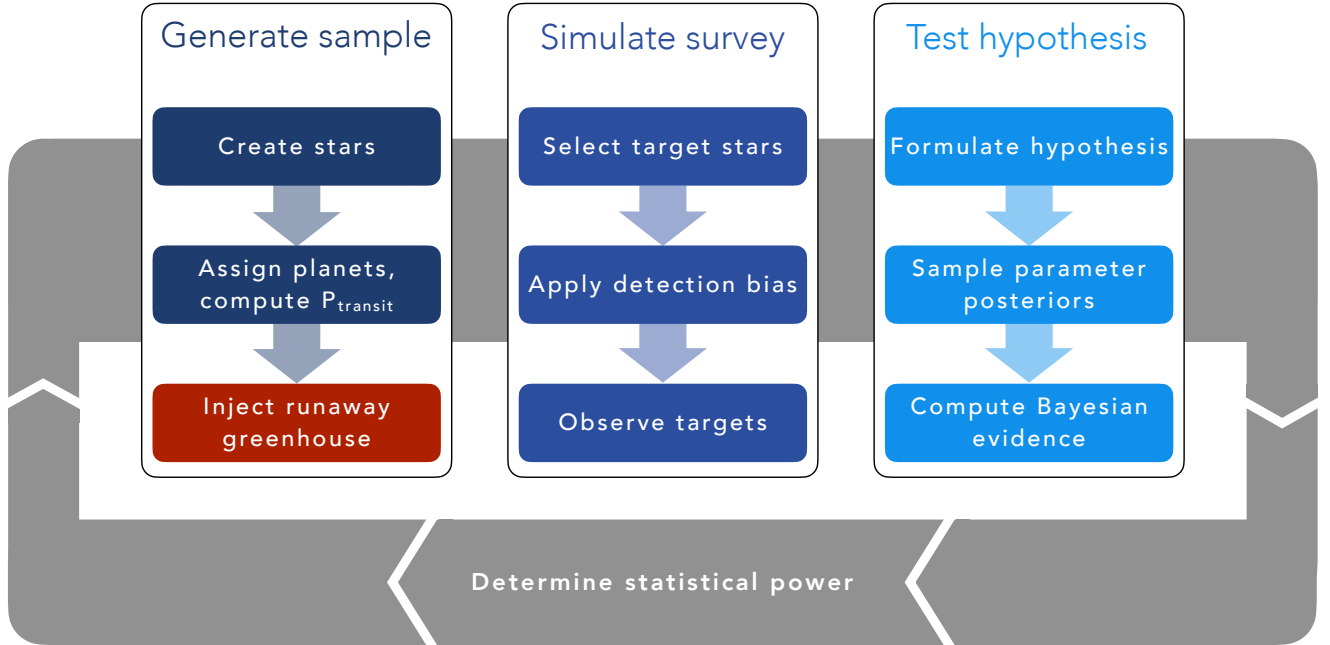 Generate sample
Create stars
Assign planets,
compute P_transit
Inject runaway
greenhouse
Simulate survey
Select target stars
Apply detection bias
Observe targets
Test hypothesis
Formulate hypothesis
Sample parameter
posteriors
Compute Bayesian
evidence
Determine statistical power